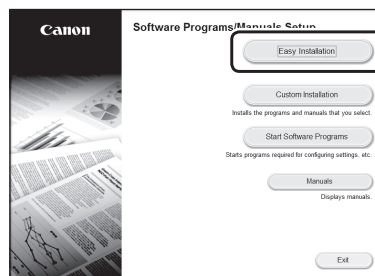 Canon
Software Programs/Manuals Setup
Easy Installation
Custom Installation
Installs the programs and manuals that you select.
Start Software Programs
Starts programs required for configuring settings, etc.
Manuals
Displays manuals.
Exit